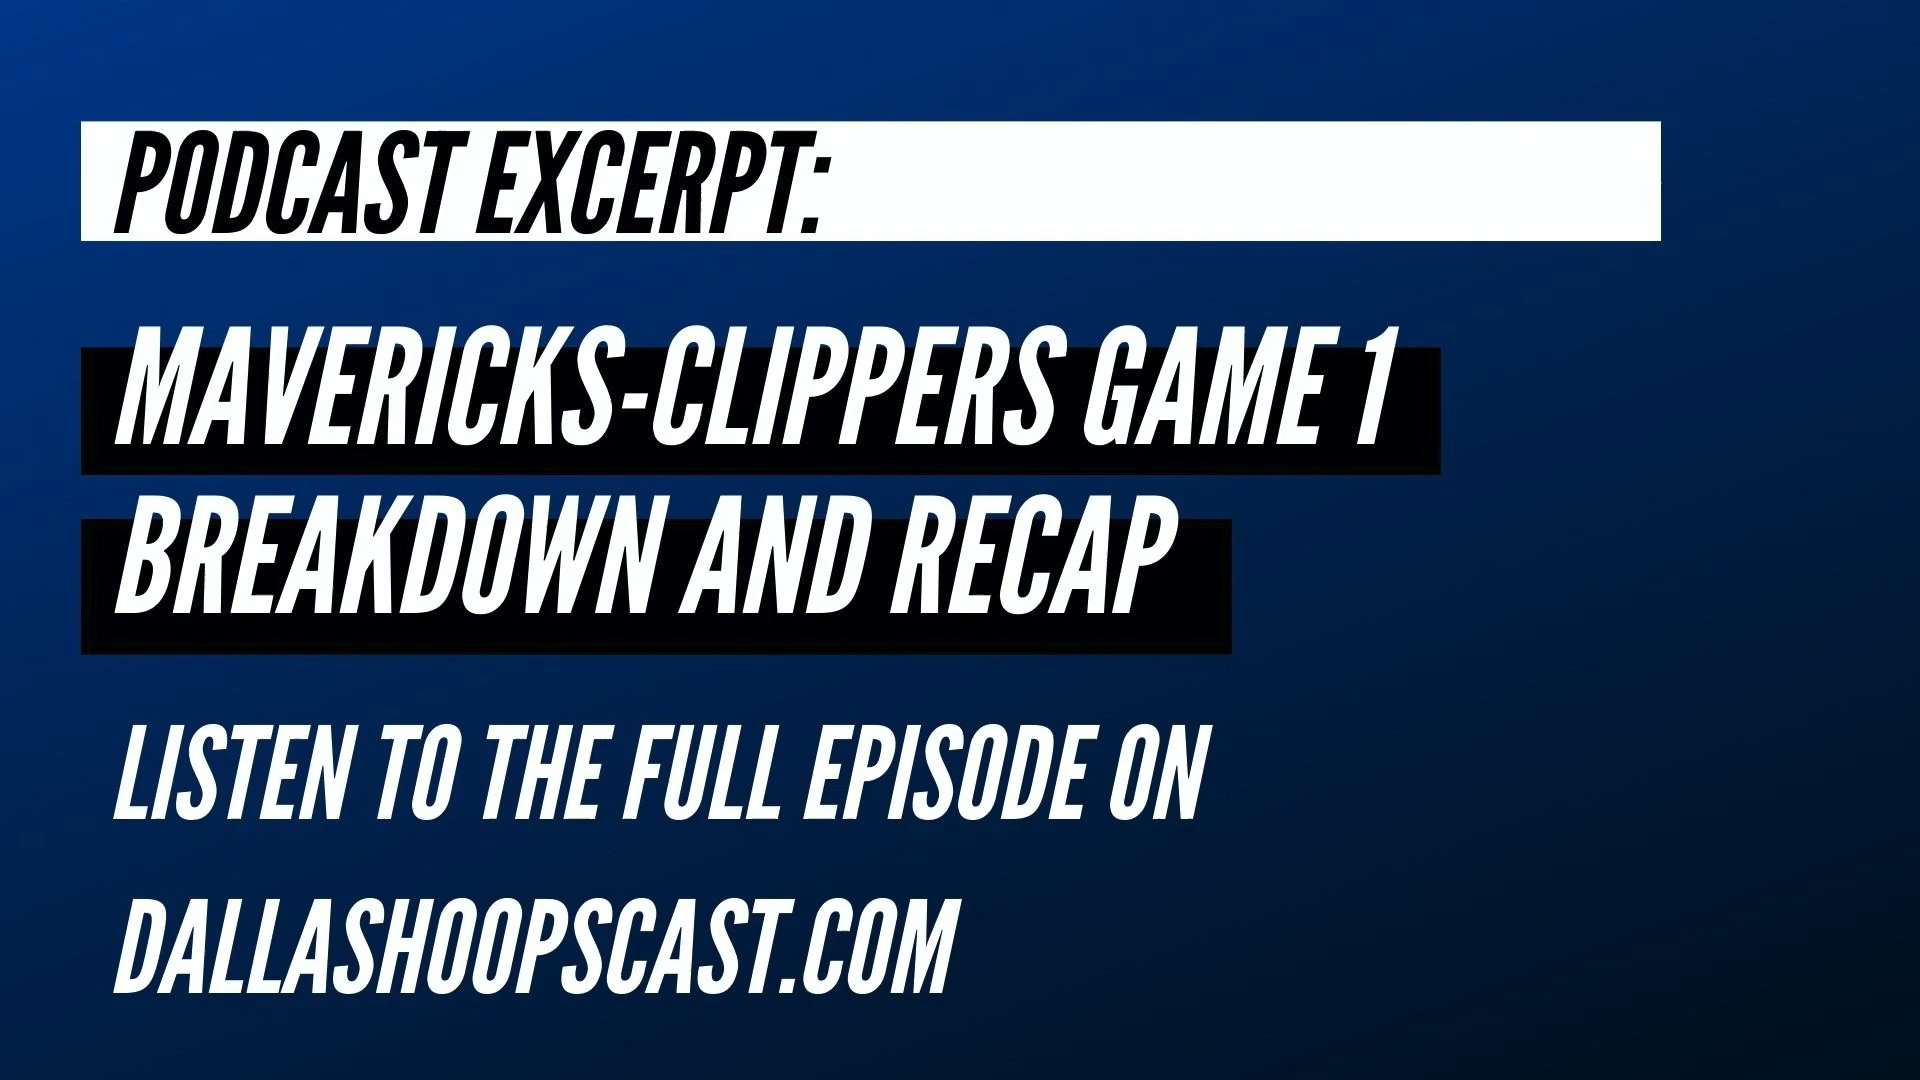 PODCAST EXCERPT:
MAVERICKS-CLIPPERS GAME 1
BREAKDOWN AND RECAP
LISTEN TO THE FULL EPISODE ON
DALLASHOOPSCAST.COM